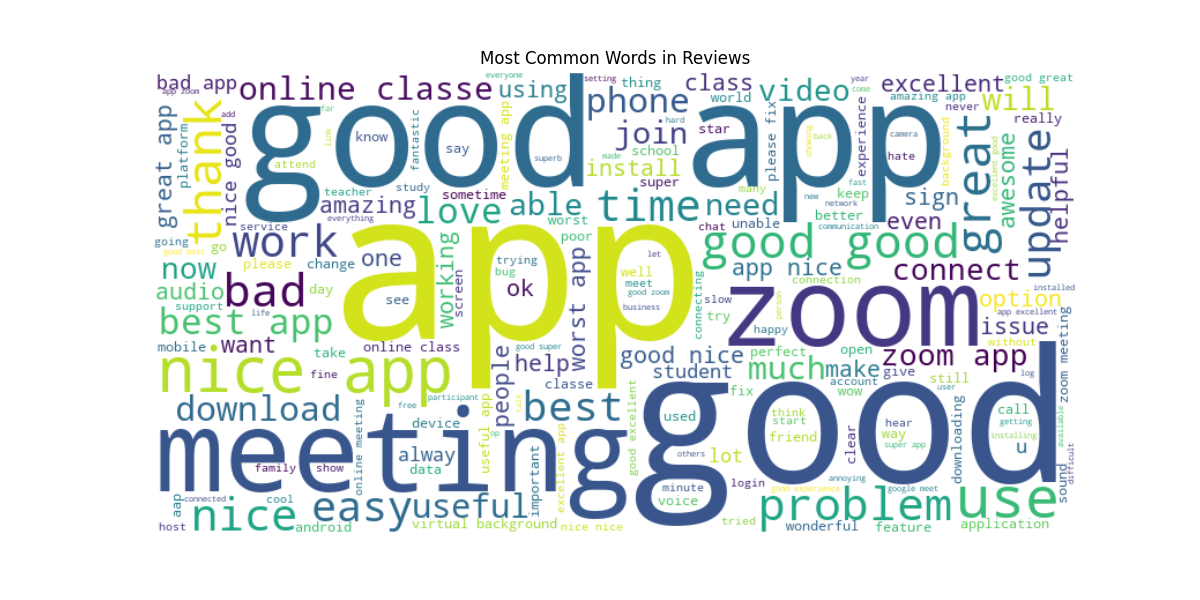 Most Common Words in Reviews
bad app
app zoom
online classe
everyone
using
setting
thing
class
year
video
come
excellent
good great
good app
phone
world
amazing app
will
never
really
great app
platform
thank
add
nice good
far
link
know
fantastic
say
meeting app
superb
join
hard
star
made
school
install
super
many
please fix
showing
back
camera
hate
experience
fast
background
great
excellent good
awesome
update
helpful
attend
teacher
study
sometime
amazing
everything
love
able
worst
time
need
new
network
better
keep
sign
even
communication
going
good best
go
service
work
one
working
screen
app
trying
bug
ok
poor
worst app
let
well
meet
good zoom
business
chat
unable
good good
app nice
connection
connecting
slow
try
connect
now
please
change
audio
support
bad
day
life
see
zoom
person
happy
option
installed
app excellent
issue
without
best app
mobile
want
take
online class
good super
nice app
fine
people
help
classe
good nice
student
perfect
much
make
open
account
wow
zoom app
give
still
user
log
zoom meeting
download
free
participant
device
useful app
talk
op
best
good excellent
fix
good
used
think
start
friend
hear
way
super app
downloading
call
getting
installing
u
available
difficult
sound
meeting
family
show
online meeting
alway
data
important
excellent app
others
lot
clear
minute
voice
login
annoying
good experience
google meet
problem
use
aap
connected
cool
host
nice
android
easy
useful
virtual background
nice nice
tried
wonderful
feature
application